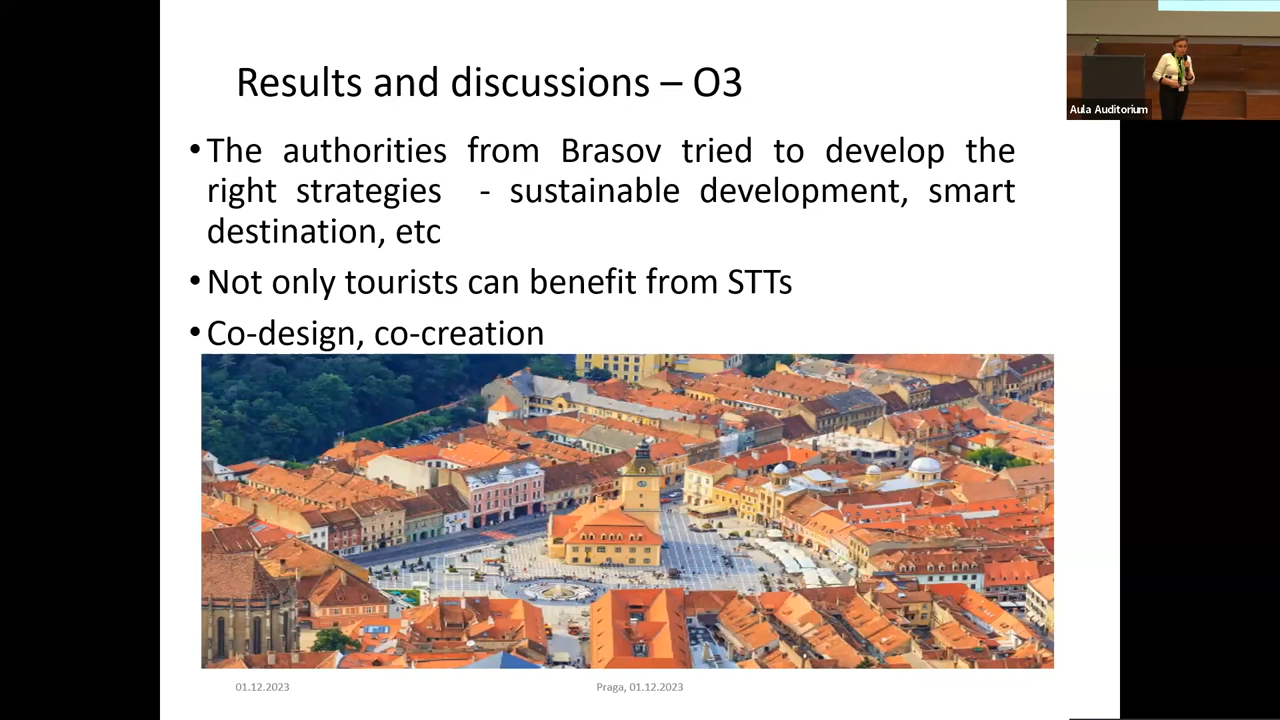 Results and discussions – O3
Aula Auditorium
•The authorities from Brasov tried to develop the
right strategies - sustainable development, smart
destination, etc
•Not only tourists can benefit from STTs
•Co-design, co-creation
01.12.2023
Praga, 01.12.2023